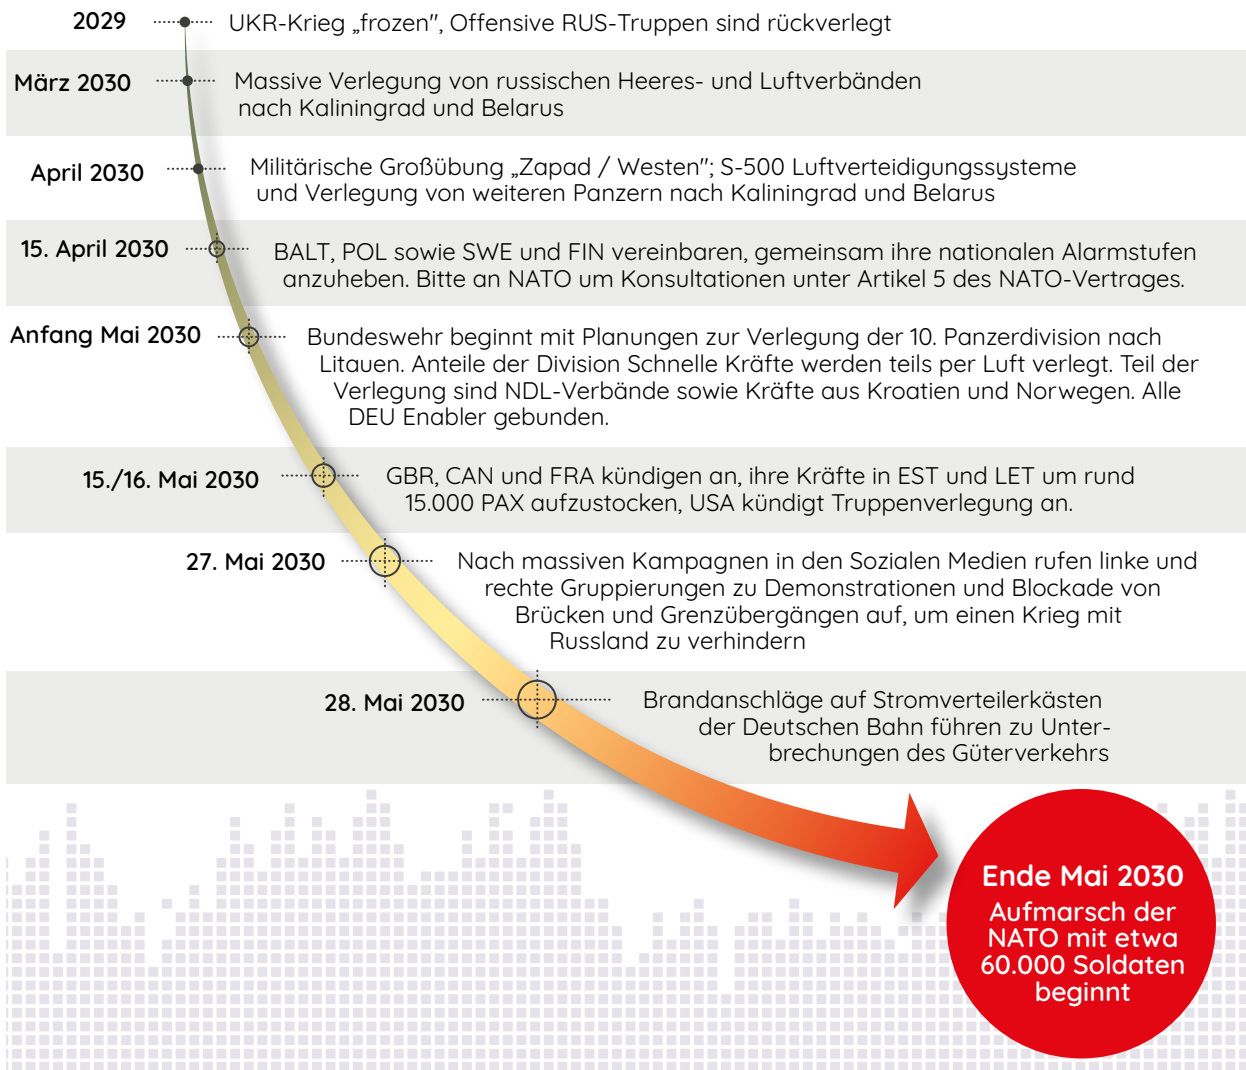 2029 UKR-Krieg „frozen", Offensive RUS-Truppen sind rückverlegt
März 2030 Massive Verlegung von russischen Heeres- und Luftverbänden
nach Kaliningrad und Belarus
April 2030 Militärische Großübung „Zapad / Westen"; S-500 Luftverteidigungssysteme
und Verlegung von weiteren Panzern nach Kaliningrad und Belarus
15. April 2030 BALT, POL sowie SWE und FIN vereinbaren, gemeinsam ihre nationalen Alarmstufen
anzuheben. Bitte an NATO um Konsultationen unter Artikel 5 des NATO-Vertrages.
Anfang Mai 2030 Bundeswehr beginnt mit Planungen zur Verlegung der 10. Panzerdivision nach
Litauen. Anteile der Division Schnelle Kräfte werden teils per Luft verlegt. Teil der
Verlegung sind NDL-Verbände sowie Kräfte aus Kroatien und Norwegen. Alle
DEU Enabler gebunden.
15./16. Mai 2030 GBR, CAN und FRA kündigen an, ihre Kräfte in EST und LET um rund
15.000 PAX aufzustocken, USA kündigt Truppenverlegung an.
27. Mai 2030 Nach massiven Kampagnen in den Sozialen Medien rufen linke und
rechte Gruppierungen zu Demonstrationen und Blockade von
Brücken und Grenzübergängen auf, um einen Krieg mit
Russland zu verhindern
28. Mai 2030 Brandanschläge auf Stromverteilerkästen
der Deutschen Bahn führen zu Unter-
brechungen des Güterverkehrs
Ende Mai 2030
Aufmarsch der
NATO mit etwa
60.000 Soldaten
beginnt